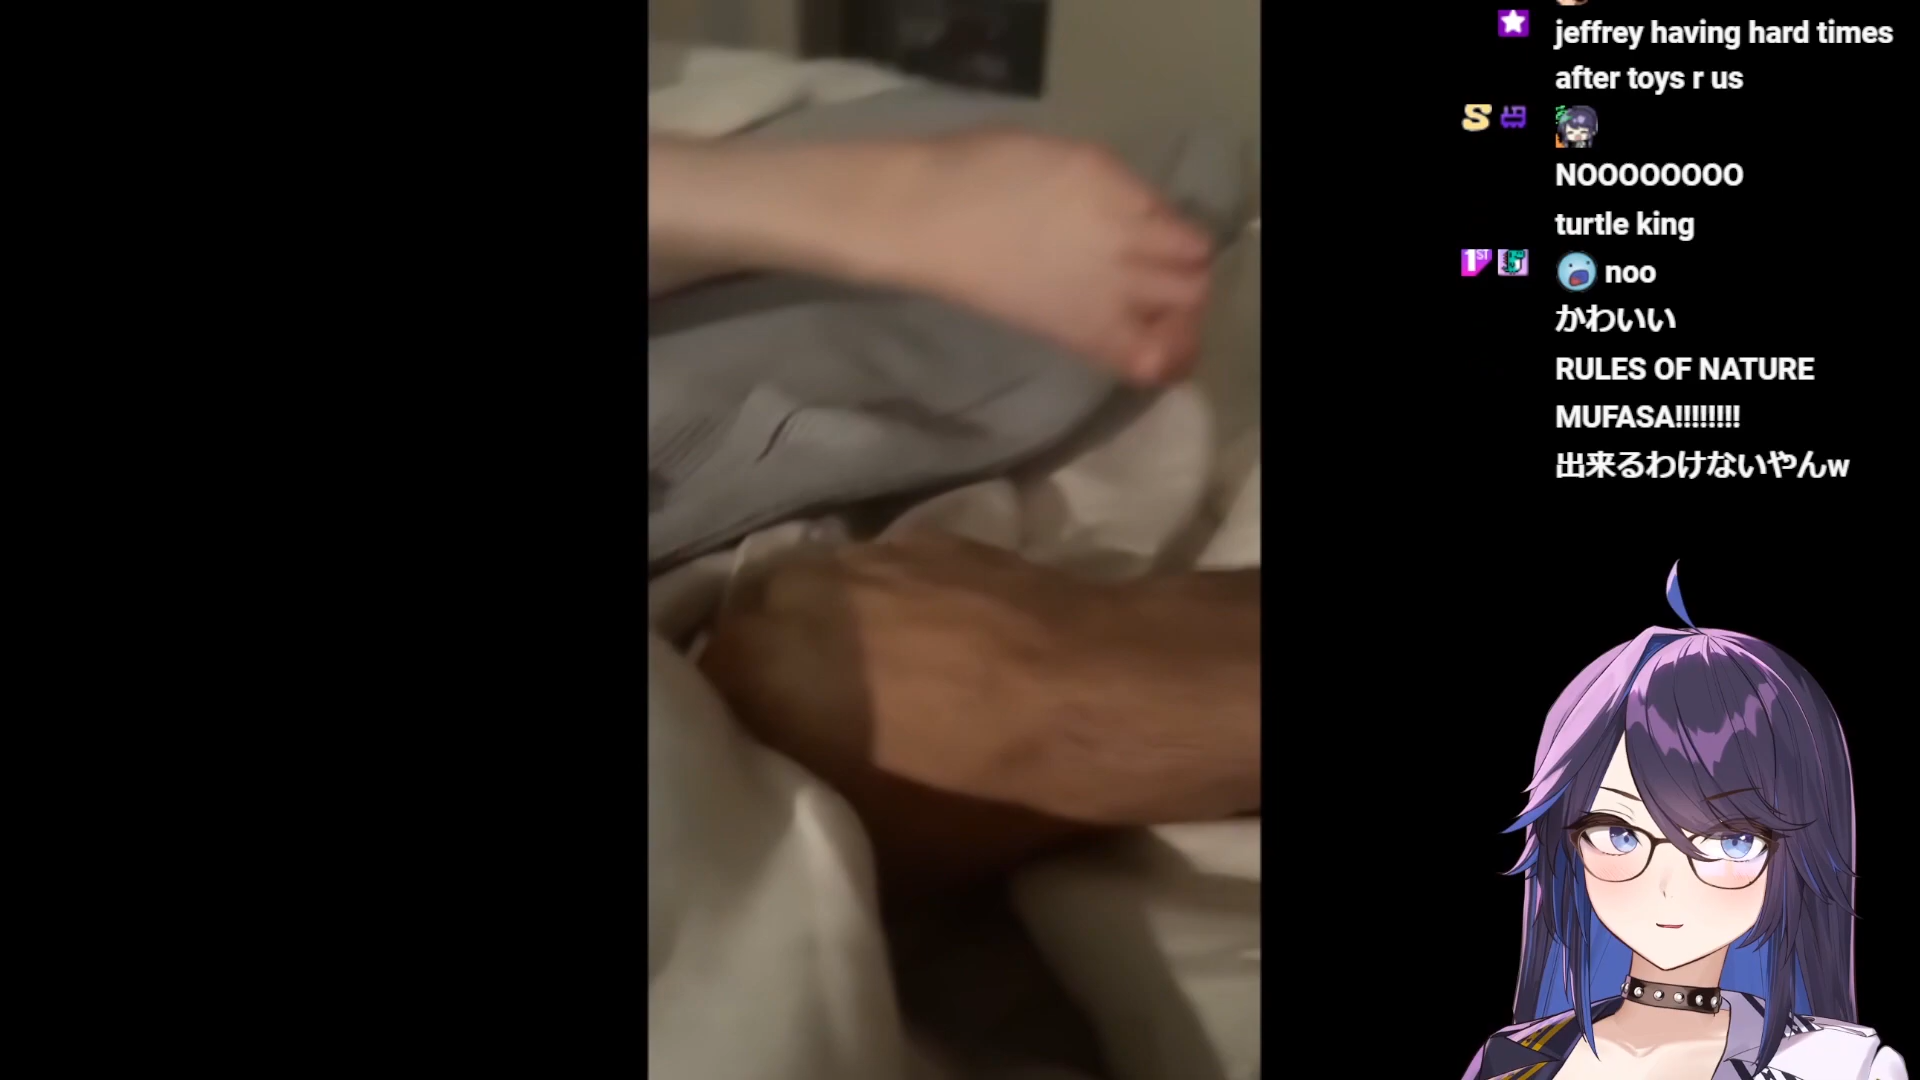 jeffrey having hard times
after toys r us
NOOOOOOOO
turtle king
1ST noo
かわいい
RULES OF NATURE
MUFASA!!!!!!!!
出来るわけないやんw